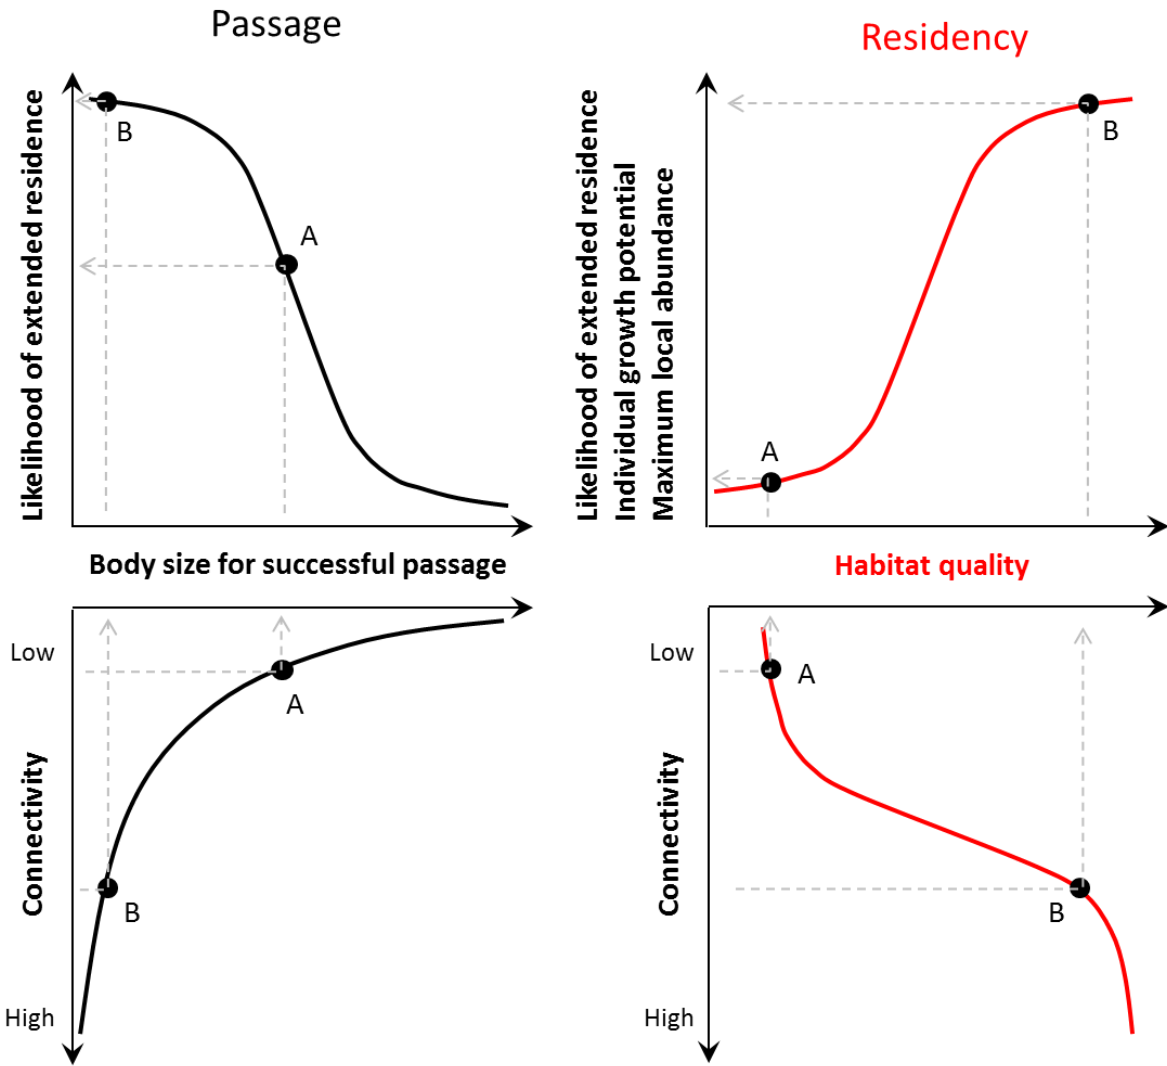 Passage
Residency
Likelihood of extended residence
B
A
Body size for successful passage
Likelihood of extended residence
Individual growth potential
Maximum local abundance
B
A
Habitat quality
Connectivity
Low
High
A
B
Connectivity
Low
High
A
B